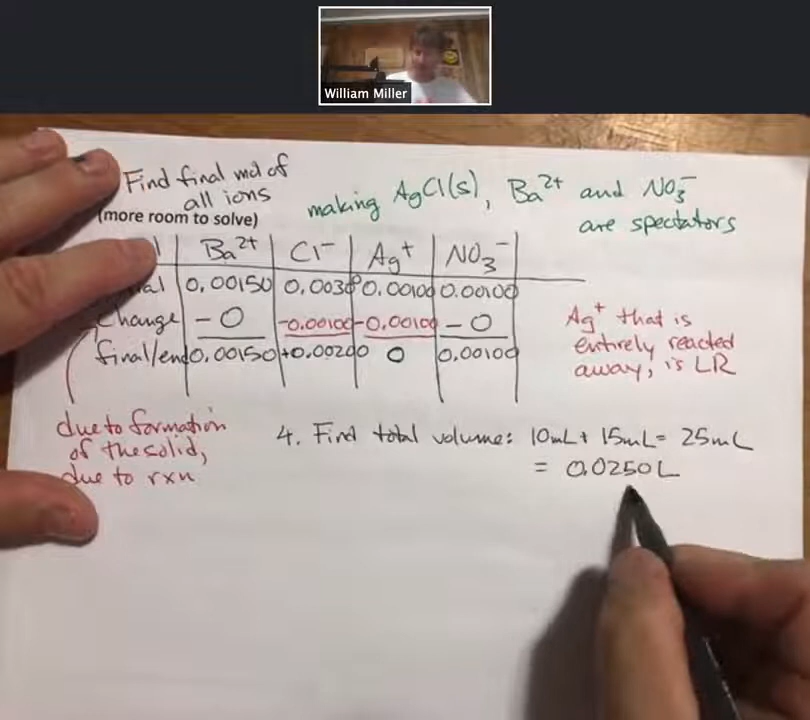 William Miller
Find final mol of
all ions
(more room to solve)
making AgCl(s), Ba²⁺ and NO₃⁻
are spectators
Ba²⁺ Cl⁻ Ag⁺ NO₃⁻
0.00150 0.0030 0.00100 0.00100
change - 0 -0.00100 -0.00100 - 0
final/end 0.00150 +0.00200 0 0.00100
Ag⁺ that is
entirely reacted
away, is LR
due to formation
of the solid,
due to rxn
4. Find total volume: 10mL + 15mL = 25mL
= 0.0250L